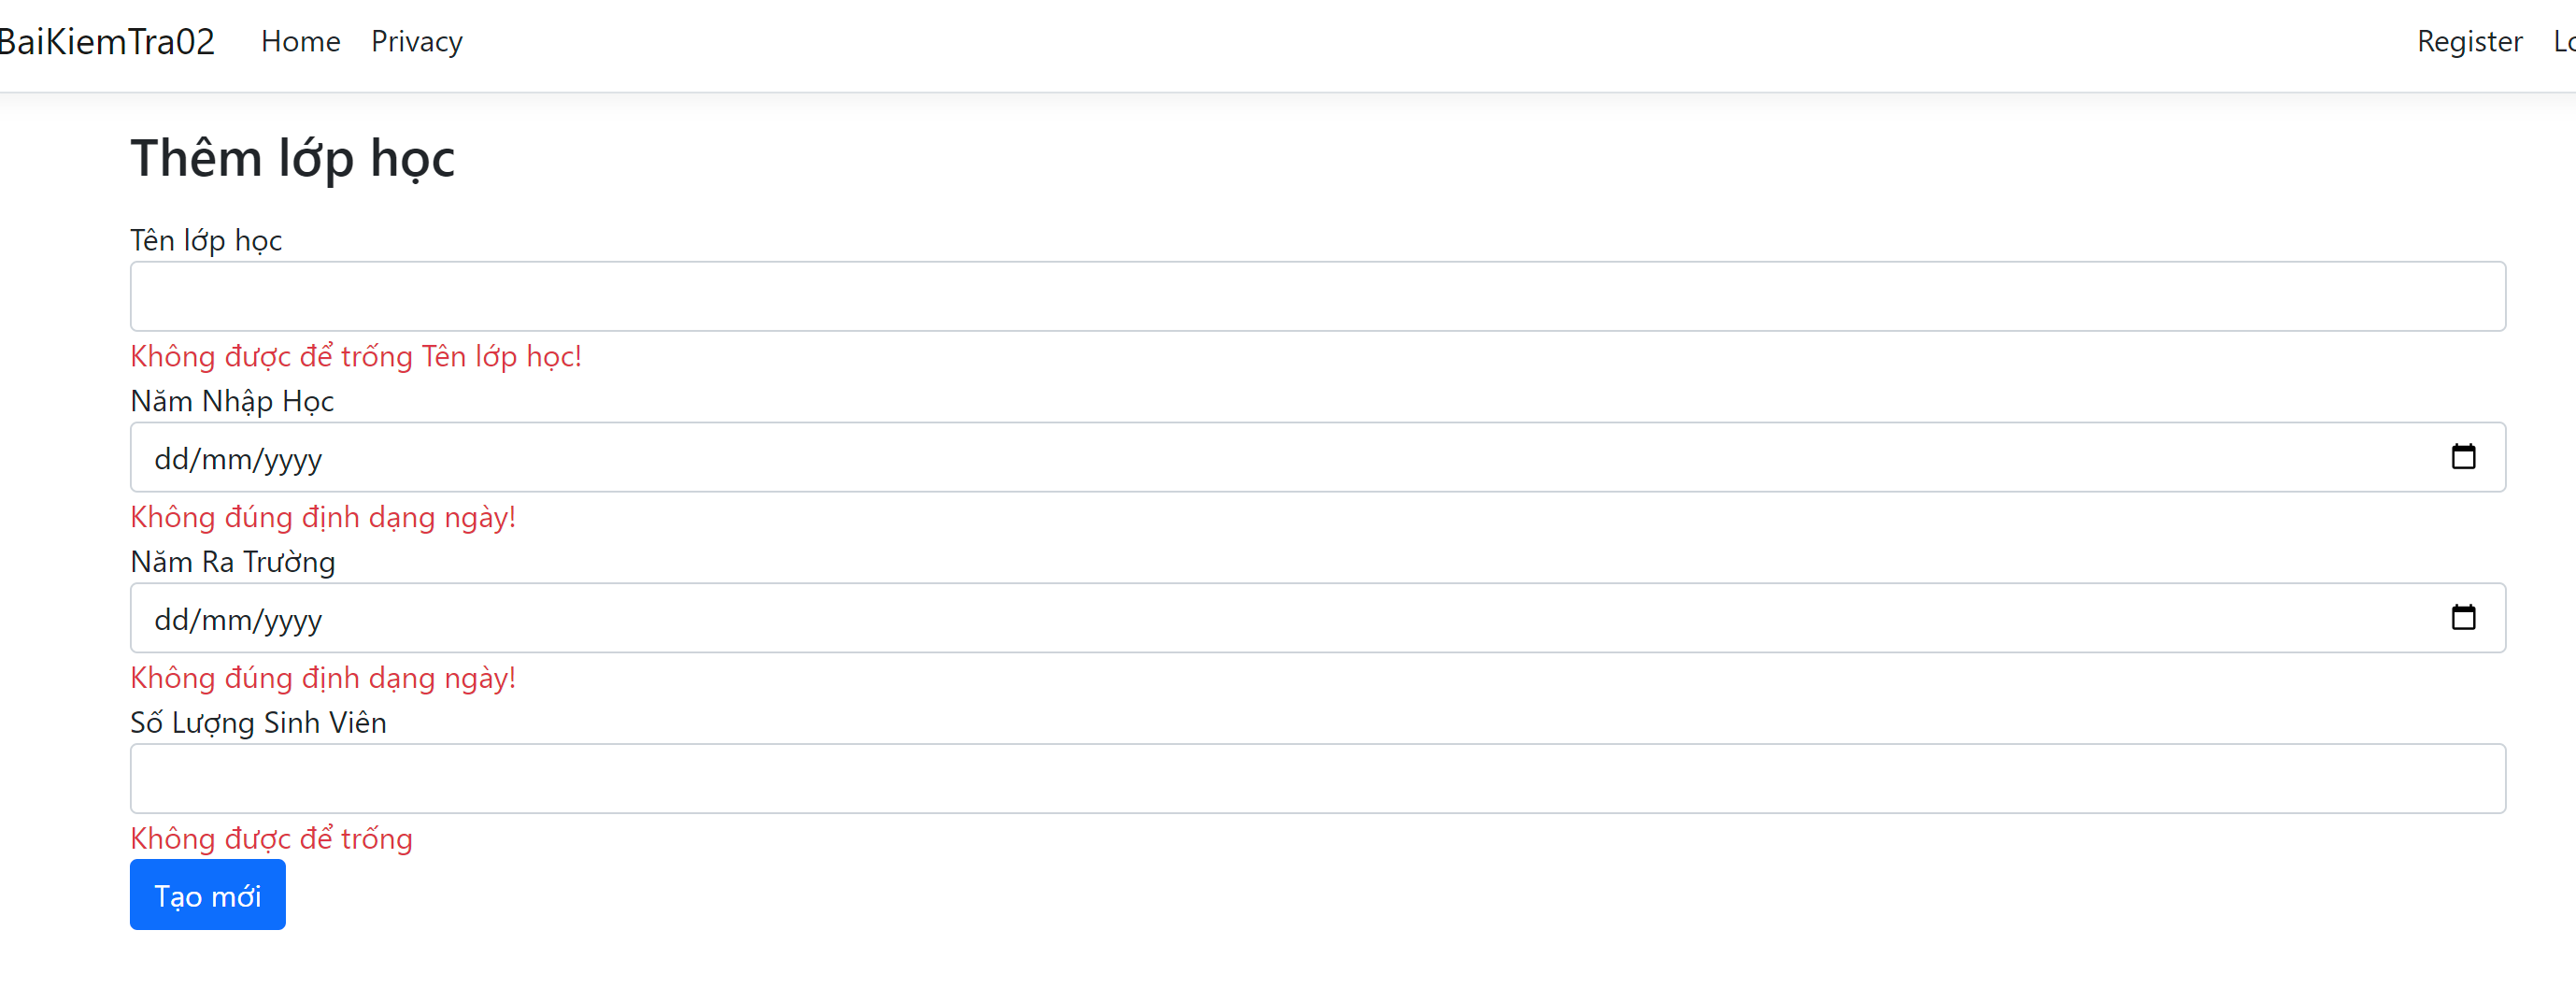 BaiKiemTra02 Home Privacy Register
Thêm lớp học
Tên lớp học
Không được để trống Tên lớp học!
Năm Nhập Học
dd/mm/yyyy
Không đúng định dạng ngày!
Năm Ra Trường
dd/mm/yyyy
Không đúng định dạng ngày!
Số Lượng Sinh Viên
Không được để trống
Tạo mới